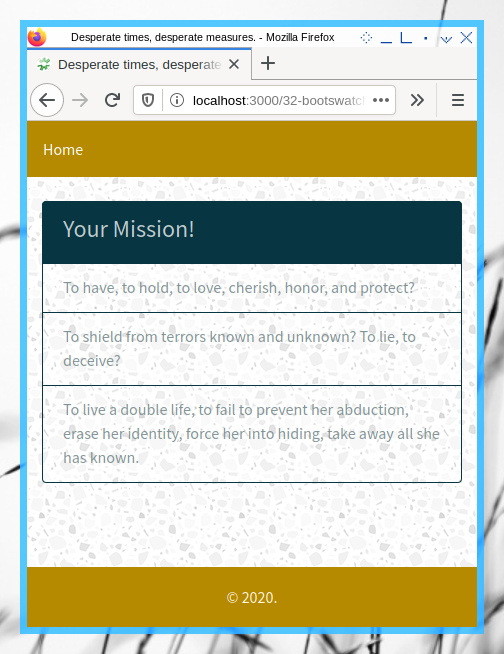 Desperate times, desperate measures. - Mozilla Firefox
Desperate times, desperate
localhost:3000/32-bootswatc
Home
Your Mission!
To have, to hold, to love, cherish, honor, and protect?
To shield from terrors known and unknown? To lie, to
deceive?
To live a double life, to fail to prevent her abduction,
erase her identity, force her into hiding, take away all she
has known.
© 2020.